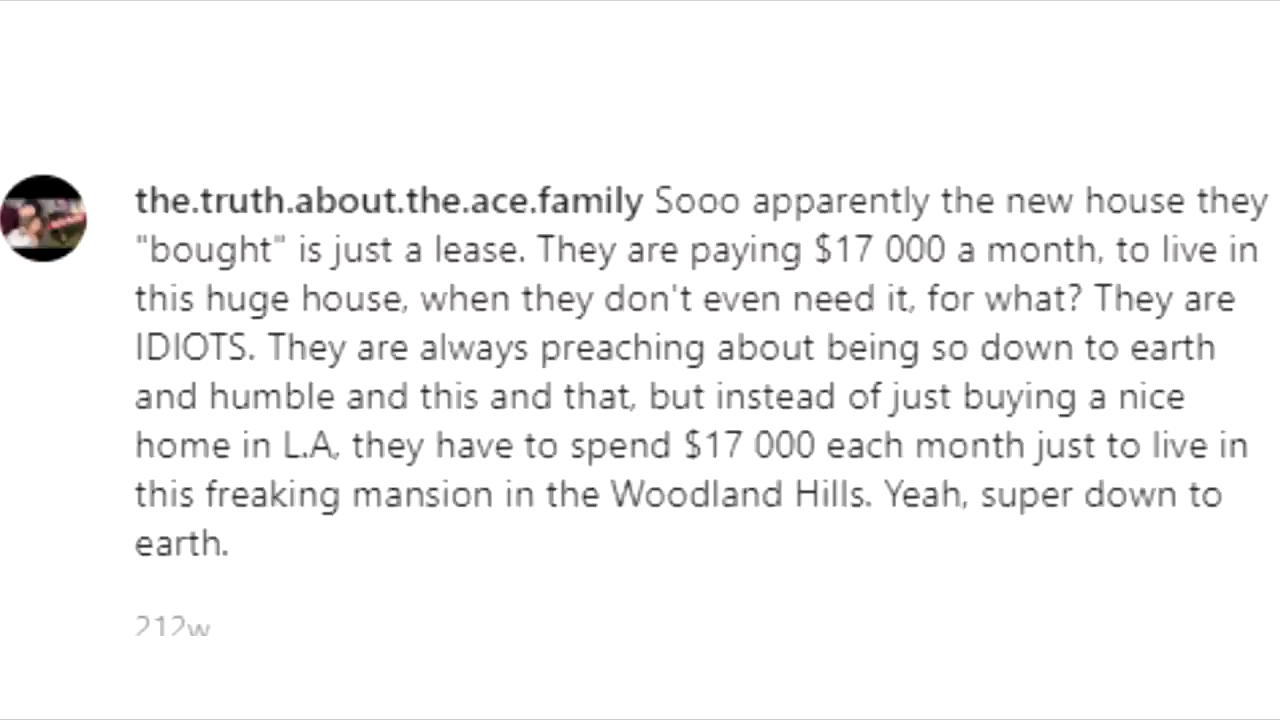 the.truth.about.the.ace.family Sooo apparently the new house they
"bought" is just a lease. They are paying $17 000 a month, to live in
this huge house, when they don't even need it, for what? They are
IDIOTS. They are always preaching about being so down to earth
and humble and this and that, but instead of just buying a nice
home in L.A, they have to spend $17 000 each month just to live in
this freaking mansion in the Woodland Hills. Yeah, super down to
earth.
212w